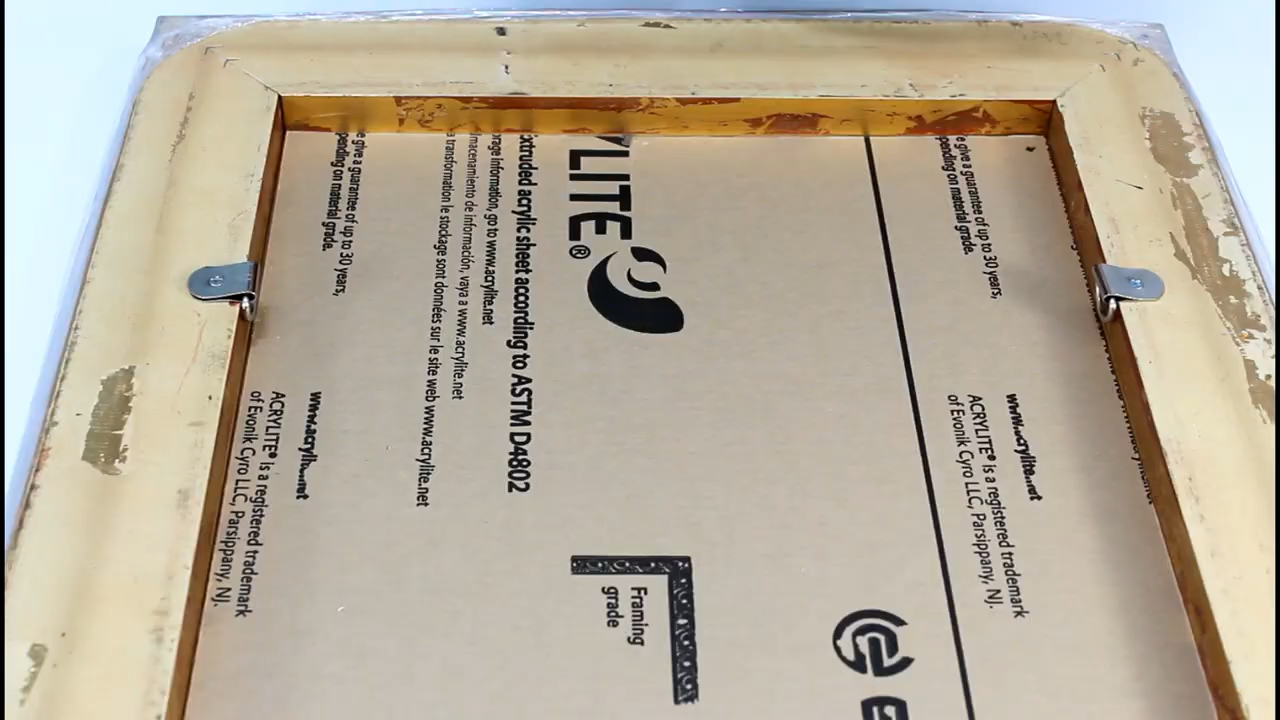 e give a guarantee of up to 30 years,
pending on material grade.
www.acrylite.net
ACRYLITE® is a registered trademark
of Evonik Cyro LLC, Parsippany, NJ.
YLITE®
xtruded acrylic sheet according to ASTM D4802
rage information, go to www.acrylite.net
macenamiento de información, vaya a www.acrylite.net
a transformation le stockage sont données sur le site web www.acrylite.net
Framing
grade
e give a guarantee of up to 30 years,
pending on material grade.
www.acrylite.net
ACRYLITE® is a registered trademark
of Evonik Cyro LLC, Parsippany, NJ.